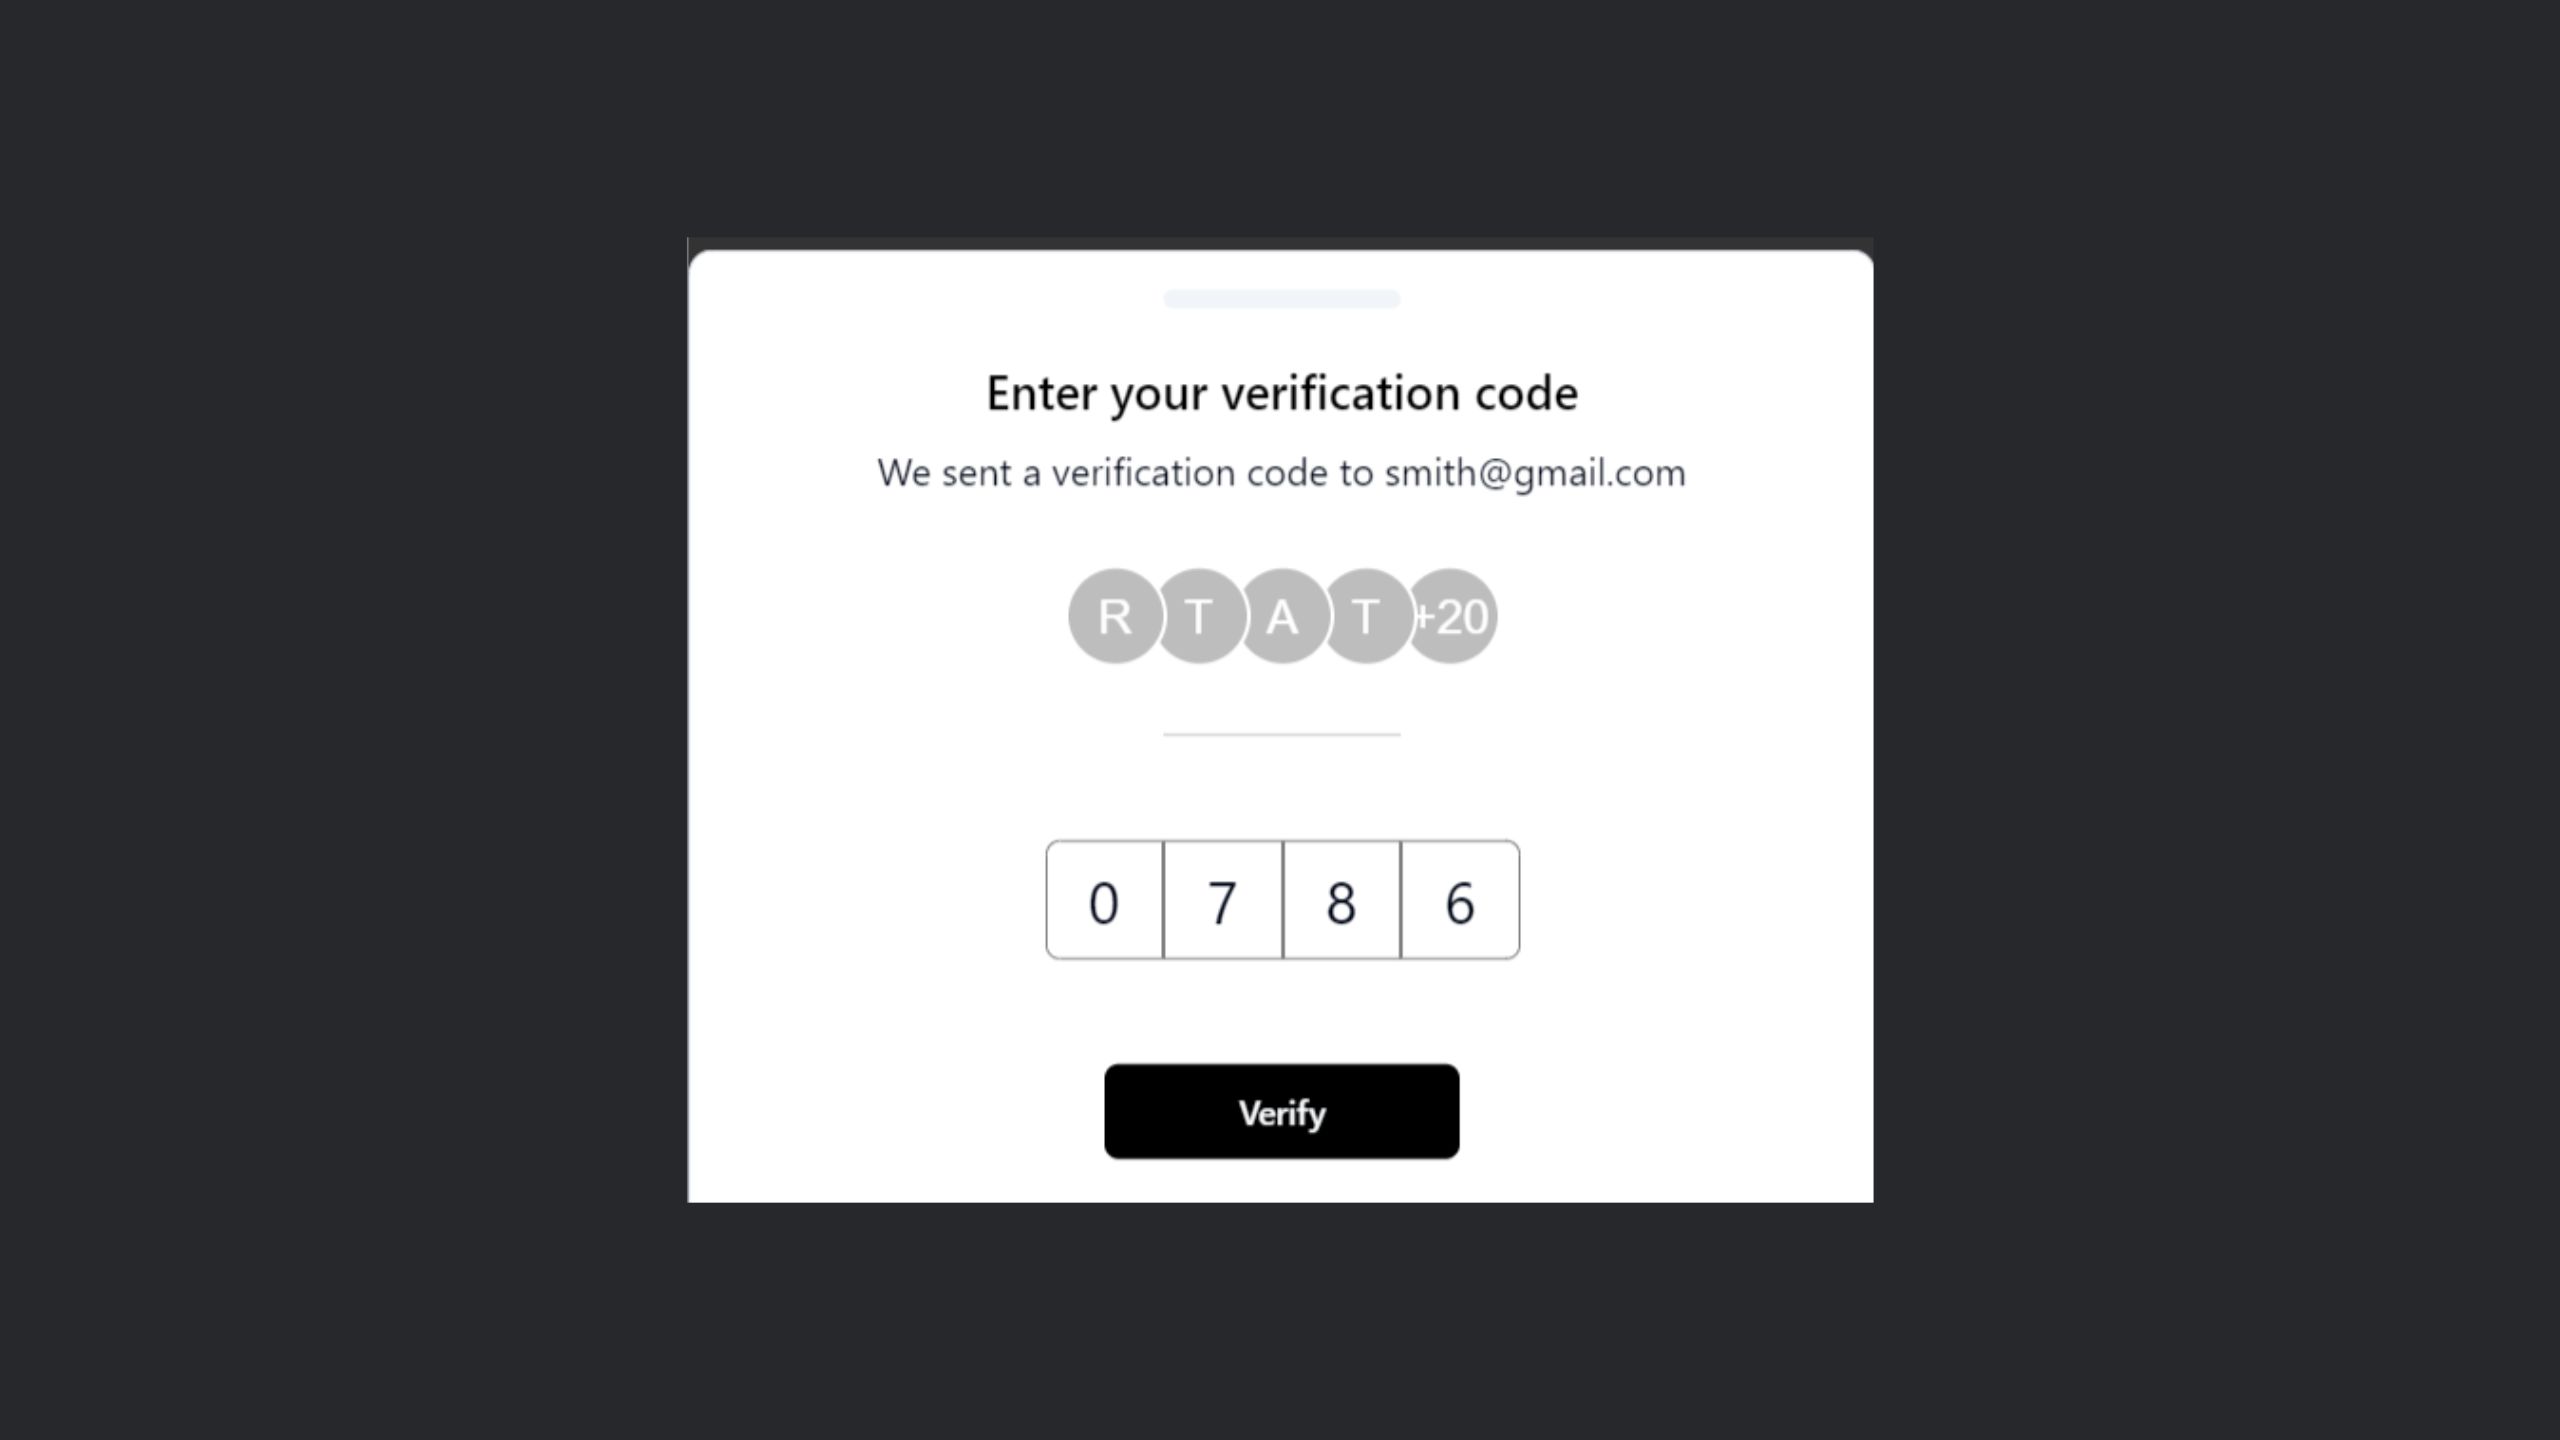 Enter your verification code
We sent a verification code to smith@gmail.com
R T A T +20
0 7 8 6
Verify